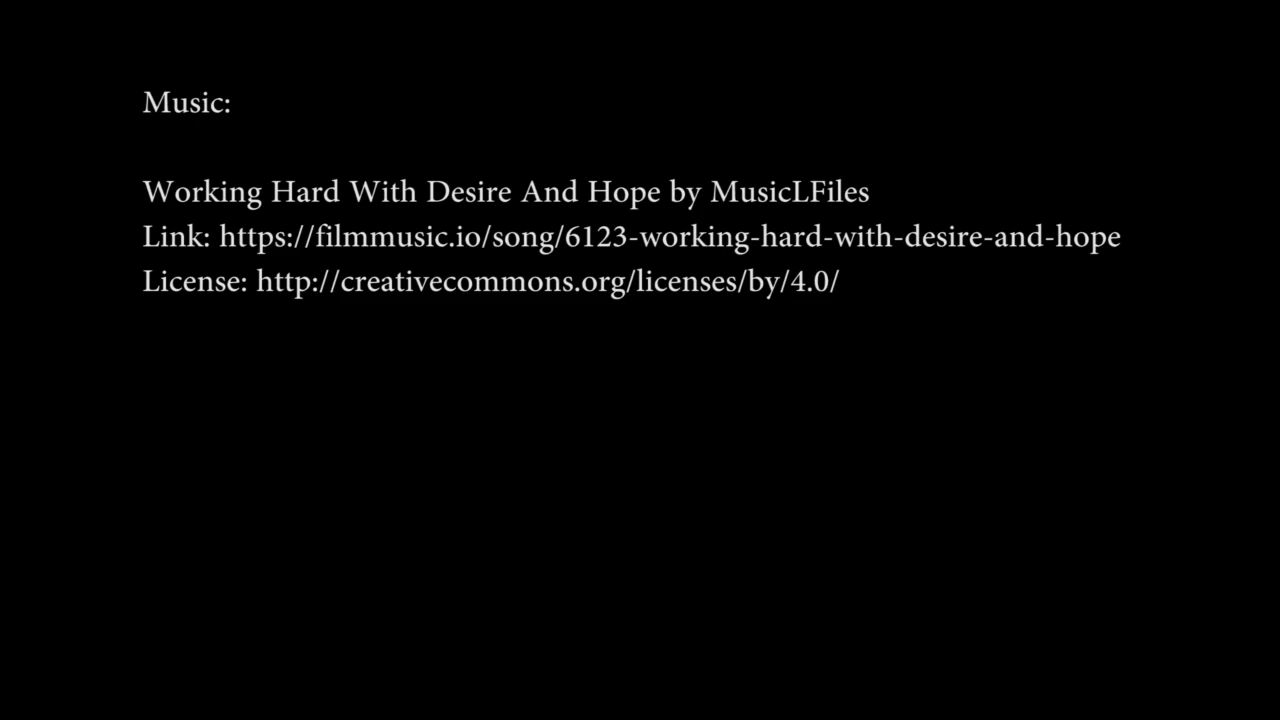 Music:
Working Hard With Desire And Hope by MusicLFiles
Link: https://filmmusic.io/song/6123-working-hard-with-desire-and-hope
License: http://creativecommons.org/licenses/by/4.0/